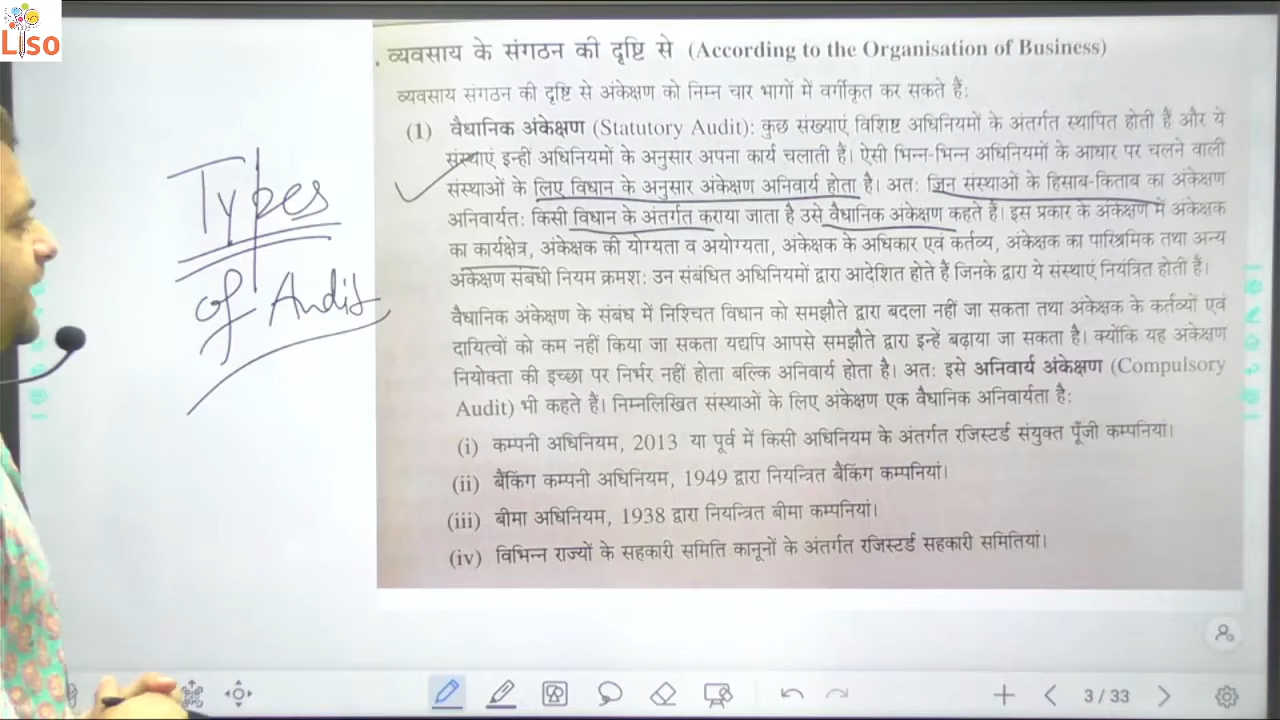 Liso
Types
of Audit
व्यवसाय के संगठन की दृष्टि से (According to the Organisation of Business)
व्यवसाय संगठन की दृष्टि से अंकेक्षण को निम्न चार भागों में वर्गीकृत कर सकते हैं:
(1) वैधानिक अंकेक्षण (Statutory Audit): कुछ संख्याएं विशिष्ट अधिनियमों के अंतर्गत स्थापित होती हैं और ये
संस्थाएं इन्हीं अधिनियमों के अनुसार अपना कार्य चलाती है। ऐसी भिन्न-भिन्न अधिनियमों के आधार पर चलने वाली
संस्थाओं के लिए विधान के अनुसार अंकेक्षण अनिवार्य होता है। अतः जिन संस्थाओं के हिसाब-किताब का अंकेक्षण
अनिवार्यतः किसी विधान के अंतर्गत कराया जाता है उसे वैधानिक अंकेक्षण कहते हैं। इस प्रकार के अंकेक्षण में अंकेक्षक
का कार्यक्षेत्र, अंकेक्षक की योग्यता व अयोग्यता, अंकेक्षक के अधिकार एवं कर्तव्य, अंकेक्षक का पारिश्रमिक तथा अन्य
अंकेक्षण संबंधी नियम क्रमशः उन संबंधित अधिनियमों द्वारा आदेशित होते हैं जिनके द्वारा ये संस्थाएं नियंत्रित होती हैं।
वैधानिक अंकेक्षण के संबंध में निश्चित विधान को समझौते द्वारा बदला नहीं जा सकता तथा अंकेक्षक के कर्तव्यों एवं
दायित्वों को कम नहीं किया जा सकता यद्यपि आपसे समझौते द्वारा इन्हें बढ़ाया जा सकता है। क्योंकि यह अंकेक्षण
नियोक्ता की इच्छा पर निर्भर नहीं होता बल्कि अनिवार्य होता है। अतः इसे अनिवार्य अंकेक्षण (Compulsory
Audit) भी कहते हैं। निम्नलिखित संस्थाओं के लिए अंकेक्षण एक वैधानिक अनिवार्यता है:
(i) कम्पनी अधिनियम, 2013 या पूर्व में किसी अधिनियम के अंतर्गत रजिस्टर्ड संयुक्त पूँजी कम्पनियां।
(ii) बैंकिंग कम्पनी अधिनियम, 1949 द्वारा नियन्त्रित बैंकिंग कम्पनियां।
(iii) बीमा अधिनियम, 1938 द्वारा नियन्त्रित बीमा कम्पनियां।
(iv) विभिन्न राज्यों के सहकारी समिति कानूनों के अंतर्गत रजिस्टर्ड सहकारी समितियां।
3 / 33